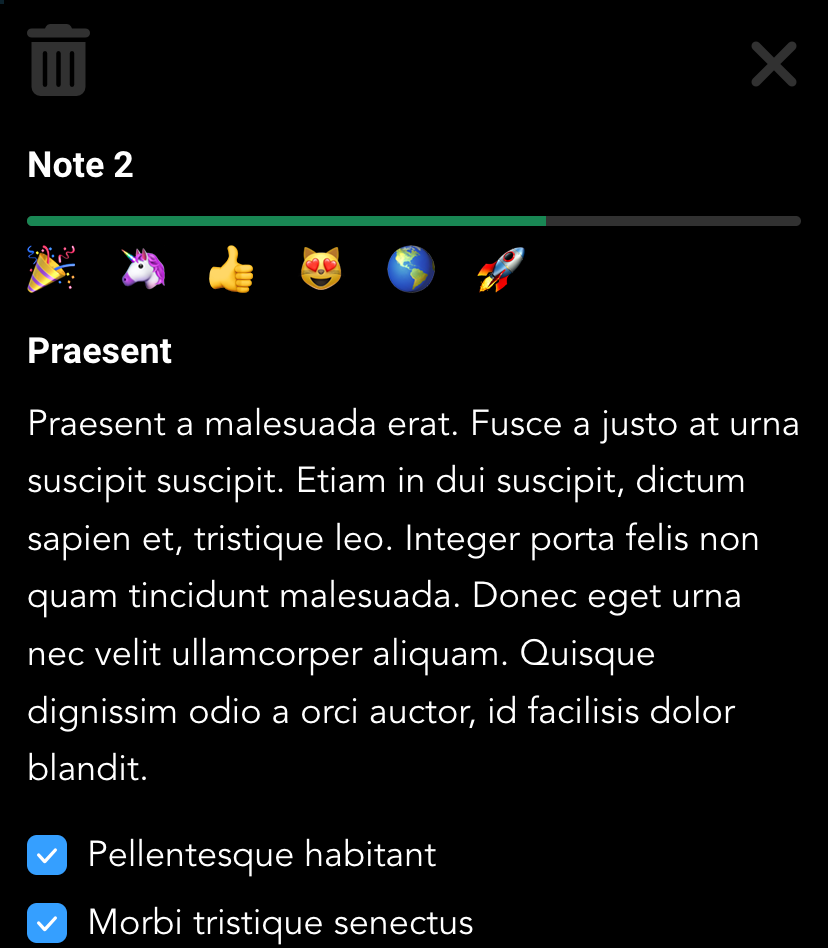 Note 2
🎉 🦄 👍 😻 🌎 🚀
Praesent
Praesent a malesuada erat. Fusce a justo at urna
suscipit suscipit. Etiam in dui suscipit, dictum
sapien et, tristique leo. Integer porta felis non
quam tincidunt malesuada. Donec eget urna
nec velit ullamcorper aliquam. Quisque
dignissim odio a orci auctor, id facilisis dolor
blandit.
Pellentesque habitant
Morbi tristique senectus